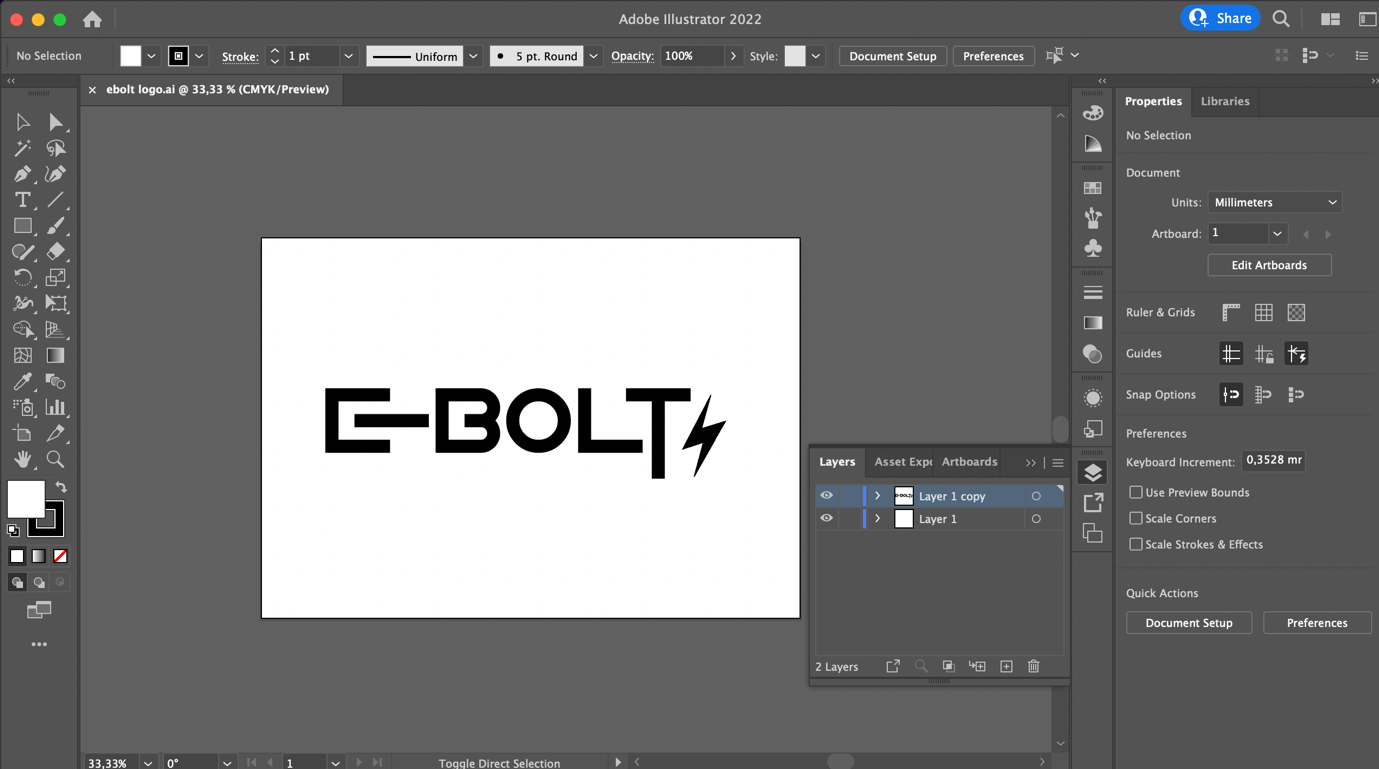 Adobe Illustrator 2022
Share
No Selection
Stroke:
1 pt
Uniform
5 pt. Round
Opacity:
100%
Style:
Document Setup
Preferences
ebolt logo.ai @ 33,33 % (CMYK/Preview)
E-BOLT
Layers
Asset Expo
Artboards
E-BOLT
Layer 1 copy
Layer 1
2 Layers
33,33%
0°
1
Toggle Direct Selection
Properties
Libraries
No Selection
Document
Units:
Millimeters
Artboard:
1
Edit Artboards
Ruler & Grids
Guides
Snap Options
Preferences
Keyboard Increment:
0,3528 mr
Use Preview Bounds
Scale Corners
Scale Strokes & Effects
Quick Actions
Document Setup
Preferences